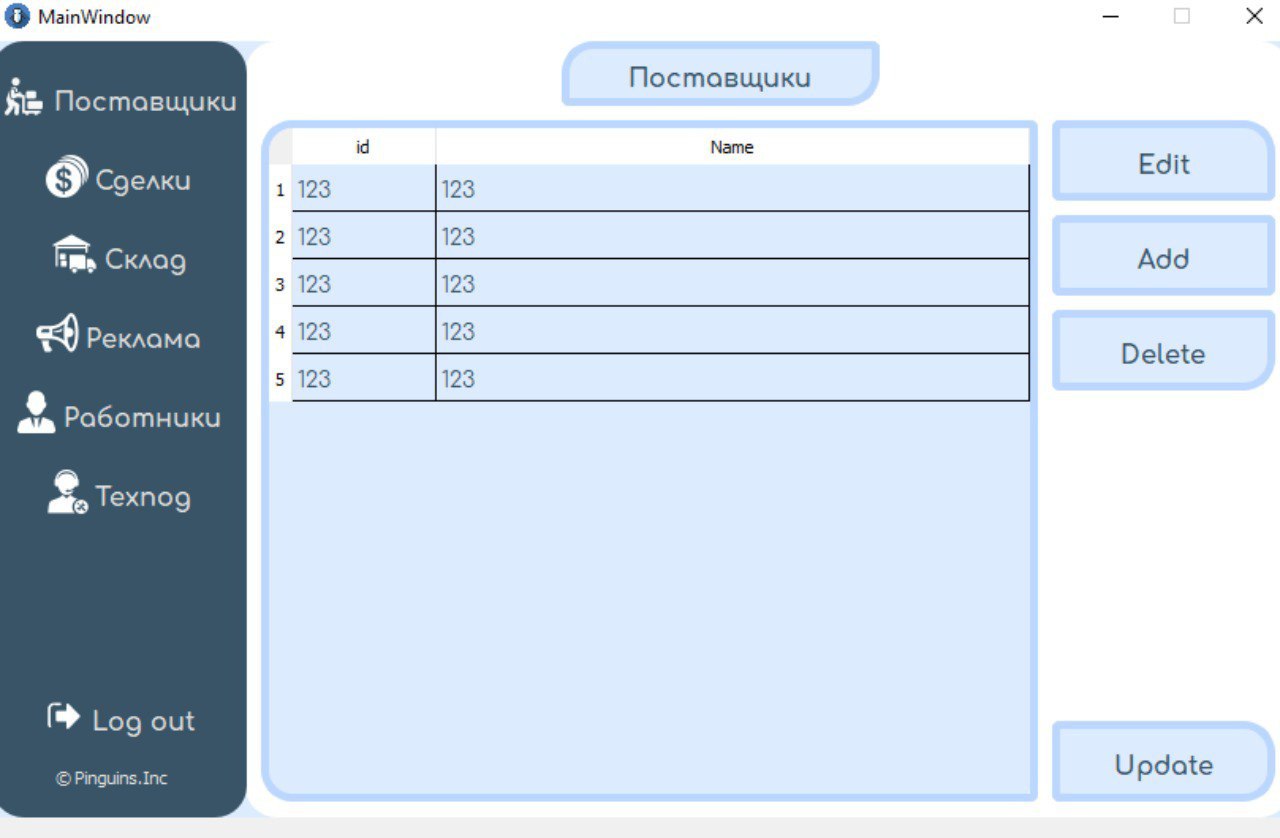 MainWindow
Поставщики
Сделки
Склад
Реклама
Работники
Техпод
Log out
© Pinguins.Inc
Поставщики
id Name
1 123 123
2 123 123
3 123 123
4 123 123
5 123 123
Edit
Add
Delete
Update